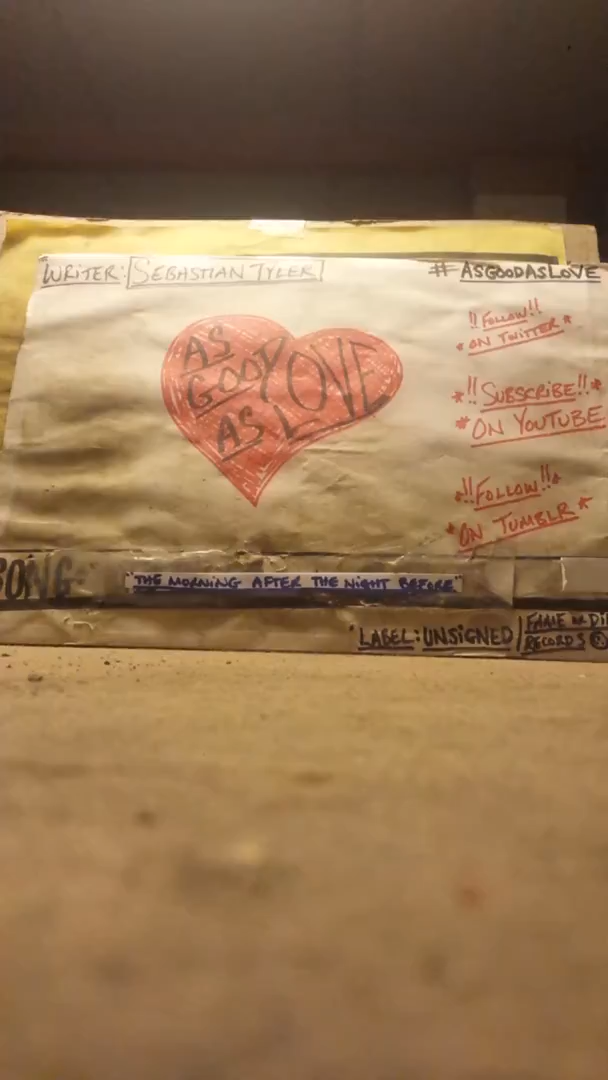 WRITER: SEBASTIAN TYLER
#ASGOODASLOVE
AS
GOOD
AS LOVE
!!FOLLOW!!
*ON TWITTER*
*!!SUBSCRIBE!!*
*ON YOUTUBE
*!!FOLLOW!!*
*ON TUMBLR*
"THE MORNING AFTER THE NIGHT BEFORE"
"LABEL: UNSIGNED
RECORDS